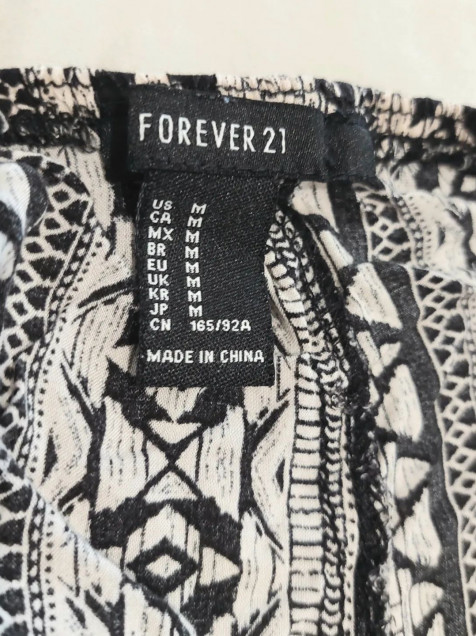 FOREVER 21
US M
CA M
MX M
BR M
EU M
UK M
KR M
JP M
CN 165/92A
MADE IN CHINA